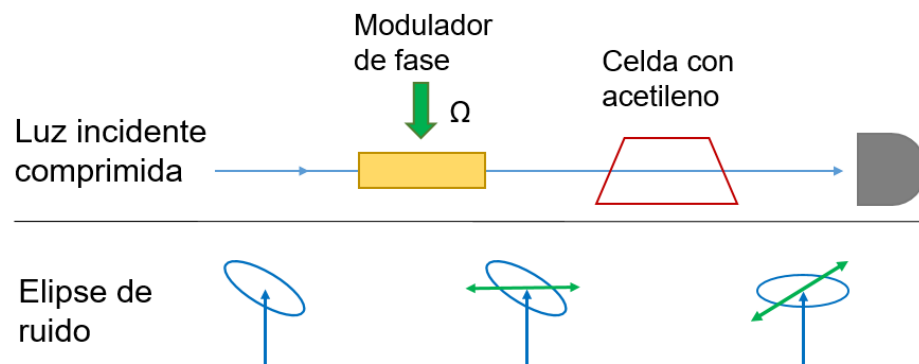 Modulador
de fase
Ω
Celda con
acetileno
Luz incidente
comprimida
Elipse de
ruido